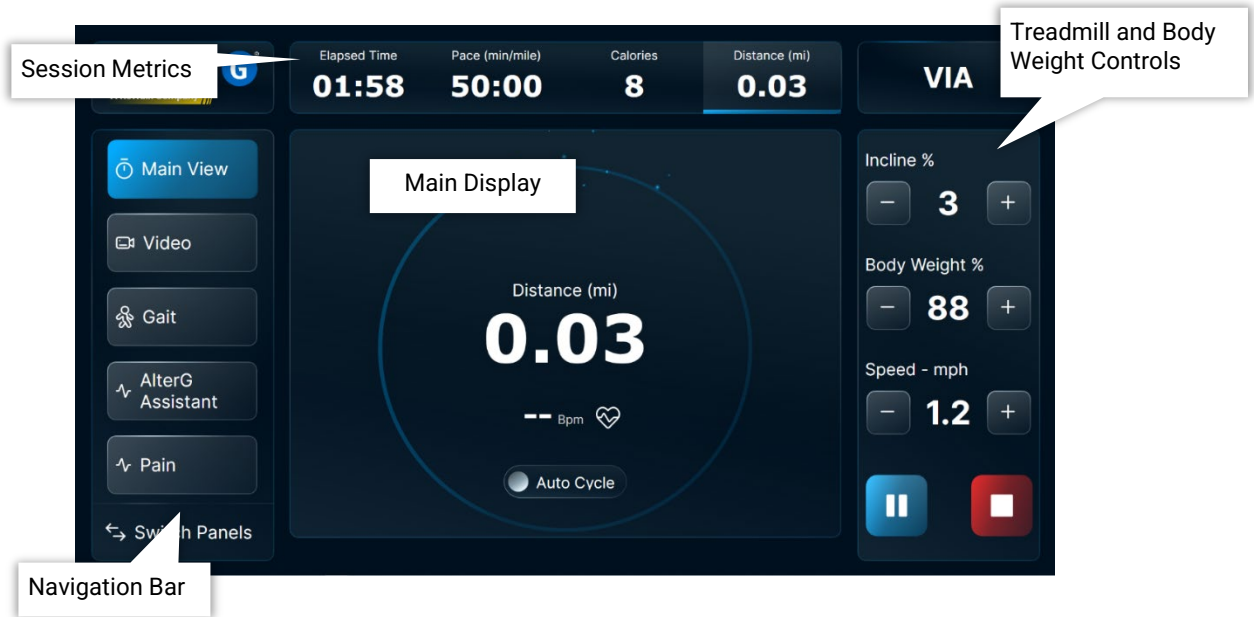 Session Metrics
G
Elapsed Time
01:58
Pace (min/mile)
50:00
Calories
8
Distance (mi)
0.03
VIA
Treadmill and Body
Weight Controls
Main View
Video
Gait
AlterG
Assistant
Pain
Switch Panels
Navigation Bar
Main Display
Distance (mi)
0.03
-- Bpm
Auto Cycle
Incline %
− 3 +
Body Weight %
− 88 +
Speed - mph
− 1.2 +